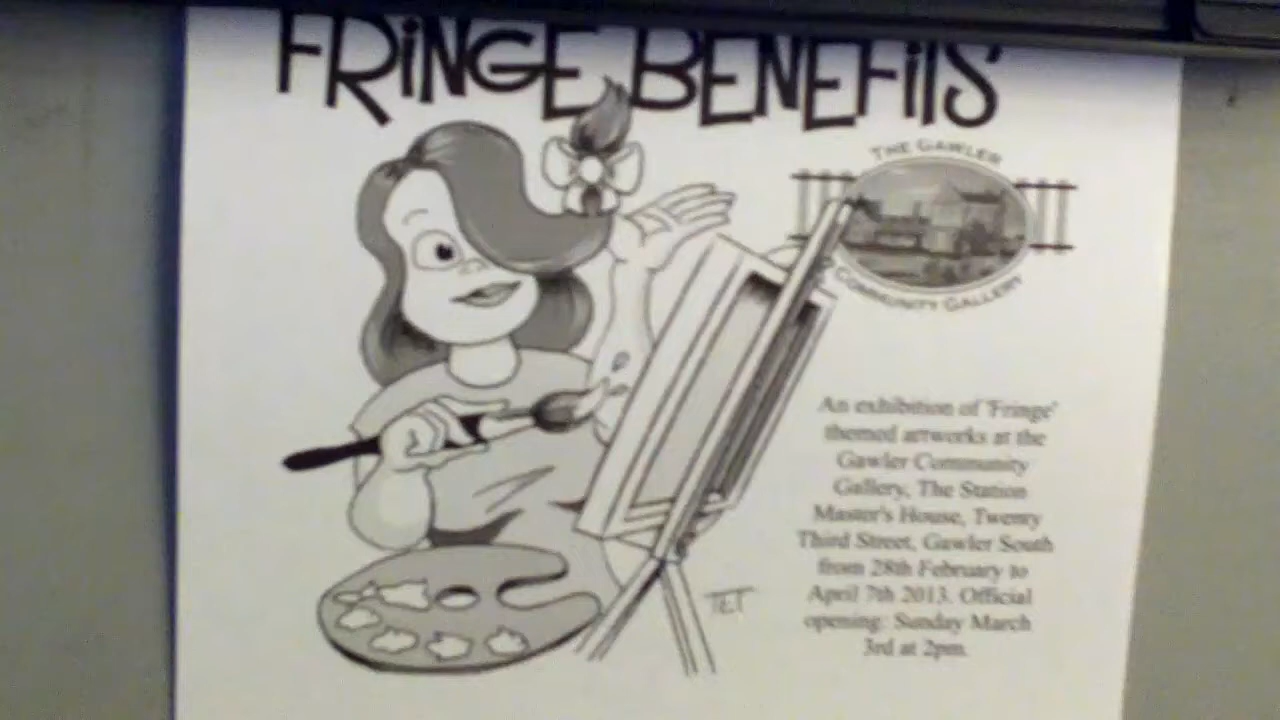 FRiNGE BENEFiTS'
THE GAWLER
COMMUNITY GALLERY
An exhibition of 'Fringe'
themed artworks at the
Gawler Community
Gallery, The Station
Master's House, Twenty
Third Street, Gawler South
from 28th February to
April 7th 2013. Official
opening: Sunday March
3rd at 2pm.
TET